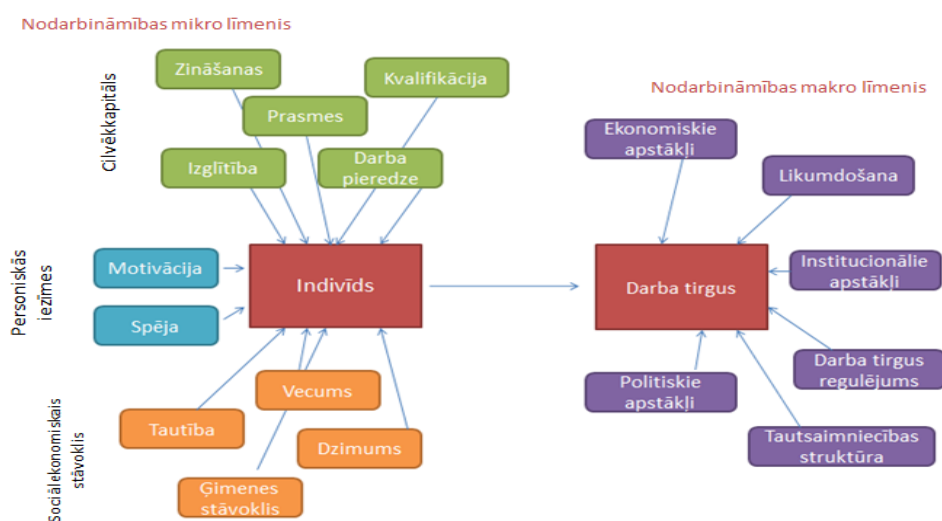 Nodarbināmības mikro līmenis
Cilvēkkapitāls
Zināšanas
Kvalifikācija
Prasmes
Izglītība
Darba
pieredze
Personiskās
iezīmes
Motivācija
Spēja
Indivīds
Sociālekonomiskais
stāvoklis
Vecums
Tautība
Dzimums
Ģimenes
stāvoklis
Nodarbināmības makro līmenis
Ekonomiskie
apstākļi
Likumdošana
Institucionālie
apstākļi
Darba tirgus
Darba tirgus
regulējums
Politiskie
apstākļi
Tautsaimniecības
struktūra